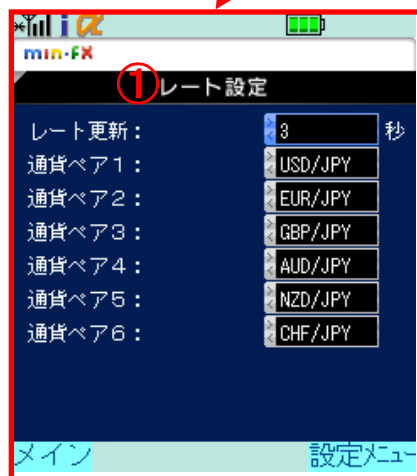 min-FX
①レート設定
レート更新： 3 秒
通貨ペア1： USD/JPY
通貨ペア2： EUR/JPY
通貨ペア3： GBP/JPY
通貨ペア4： AUD/JPY
通貨ペア5： NZD/JPY
通貨ペア6： CHF/JPY
メイン 設定ﾒﾆｭｰ